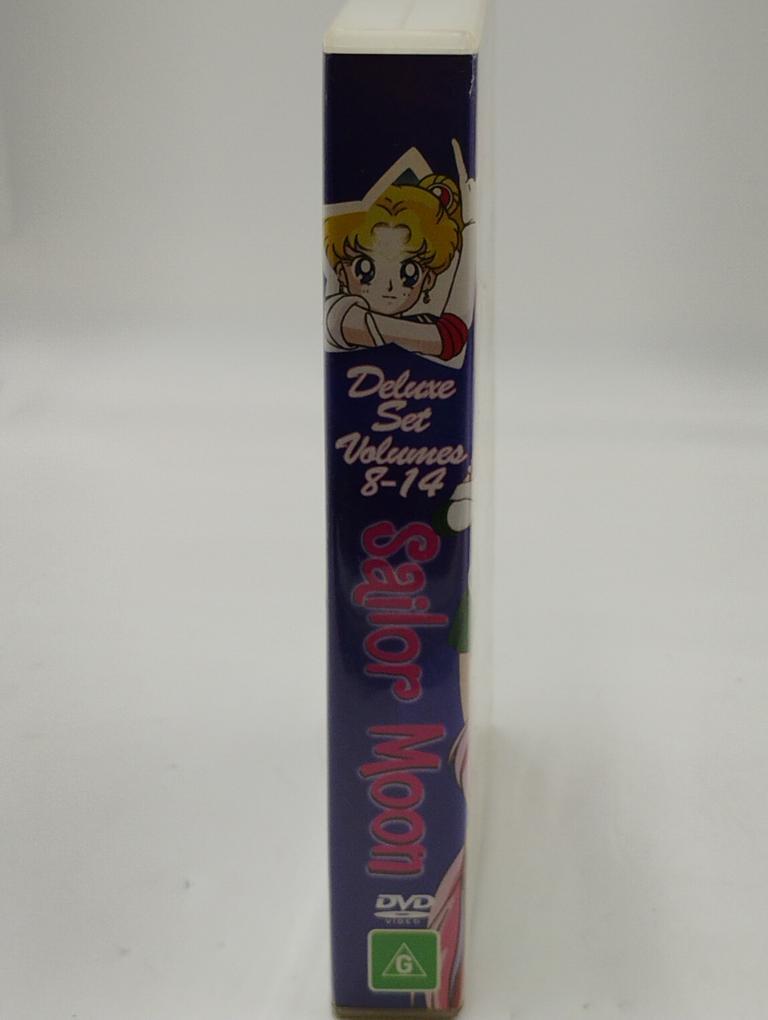 Deluxe
Set
Volumes
8-14
Sailor Moon
DVD
VIDEO
G